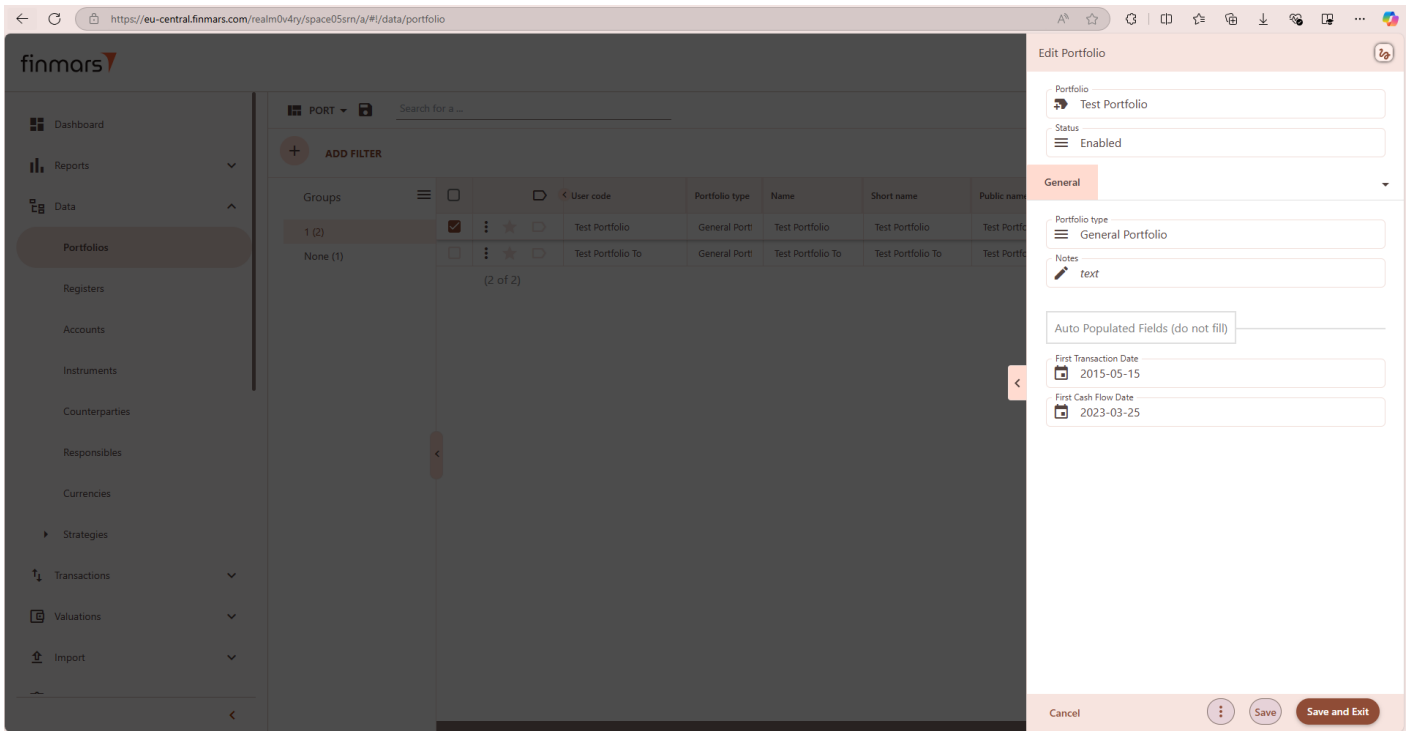 https://eu-central.finmars.com/realm0v4ry/space05srn/a/#!/data/portfolio
finmars
Dashboard
Reports
Data
Portfolios
Registers
Accounts
Instruments
Counterparties
Responsibles
Currencies
Strategies
Transactions
Valuations
Import
PORT
Search for a ...
ADD FILTER
Groups
1 (2)
None (1)
User code Portfolio type Name Short name Public name
Test Portfolio General Portf Test Portfolio Test Portfolio Test Portfo
Test Portfolio To General Portf Test Portfolio To Test Portfolio To Test Portfo
(2 of 2)
Edit Portfolio
Portfolio
Test Portfolio
Status
Enabled
General
Portfolio type
General Portfolio
Notes
text
Auto Populated Fields (do not fill)
First Transaction Date
2015-05-15
First Cash Flow Date
2023-03-25
Cancel
Save
Save and Exit